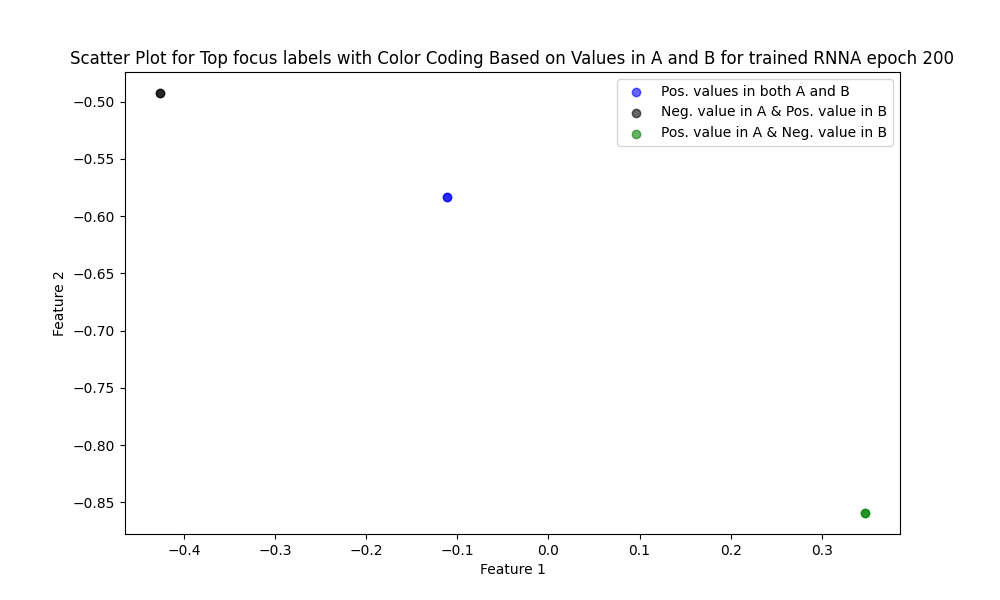 Scatter Plot for Top focus labels with Color Coding Based on Values in A and B for trained RNNA epoch 200
Pos. values in both A and B
Neg. value in A & Pos. value in B
Pos. value in A & Neg. value in B
Feature 2
−0.50
−0.55
−0.60
−0.65
−0.70
−0.75
−0.80
−0.85
−0.4
−0.3
−0.2
−0.1
0.0
0.1
0.2
0.3
Feature 1